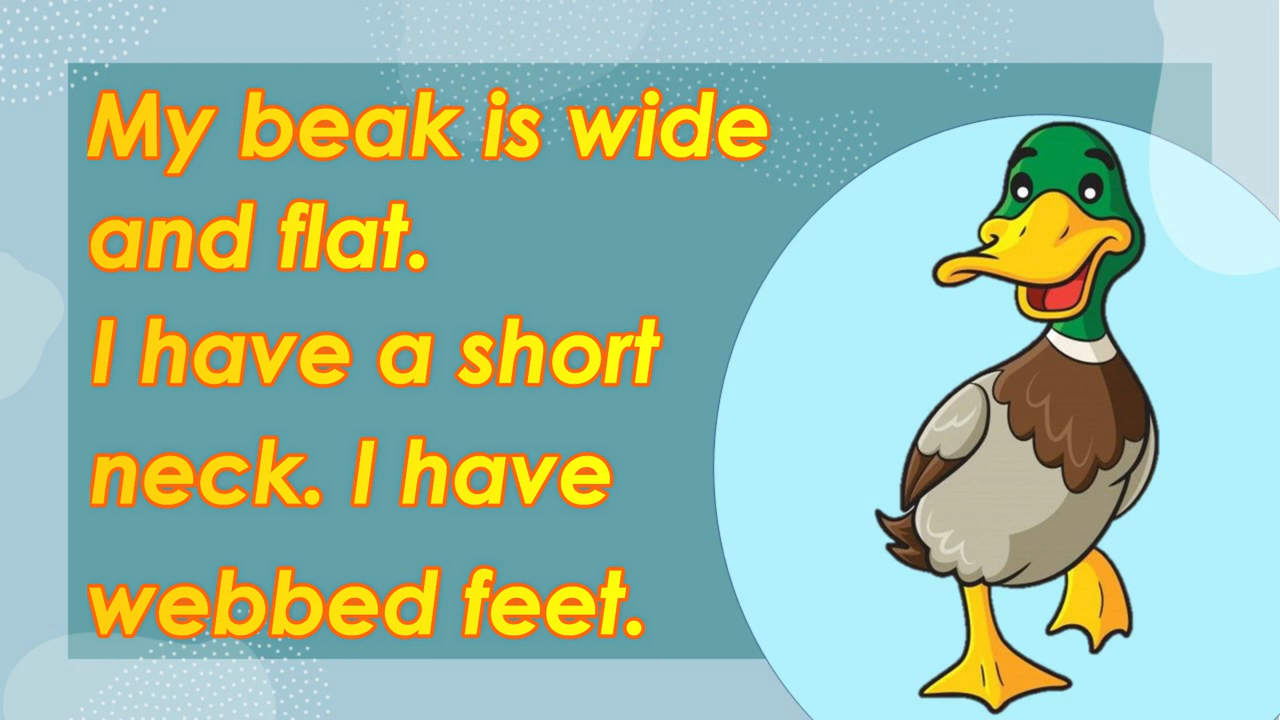 My beak is wide
and flat.
I have a short
neck. I have
webbed feet.